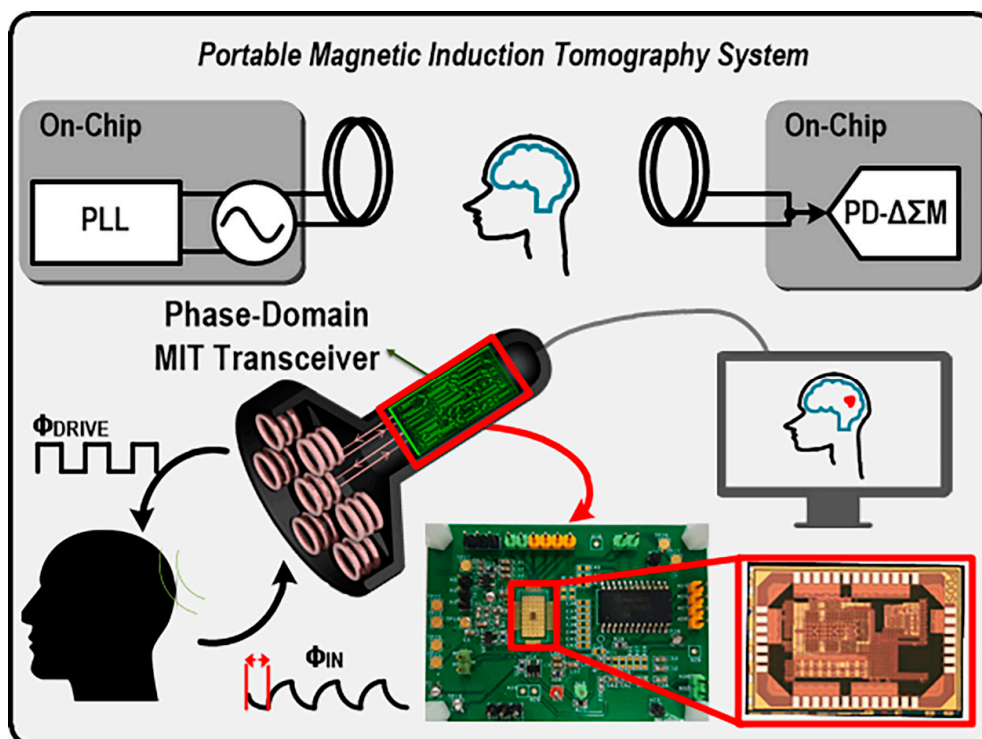 Portable Magnetic Induction Tomography System
On-Chip
On-Chip
PLL
PD-ΔΣM
Phase-Domain
MIT Transceiver
ΦDRIVE
ΦIN